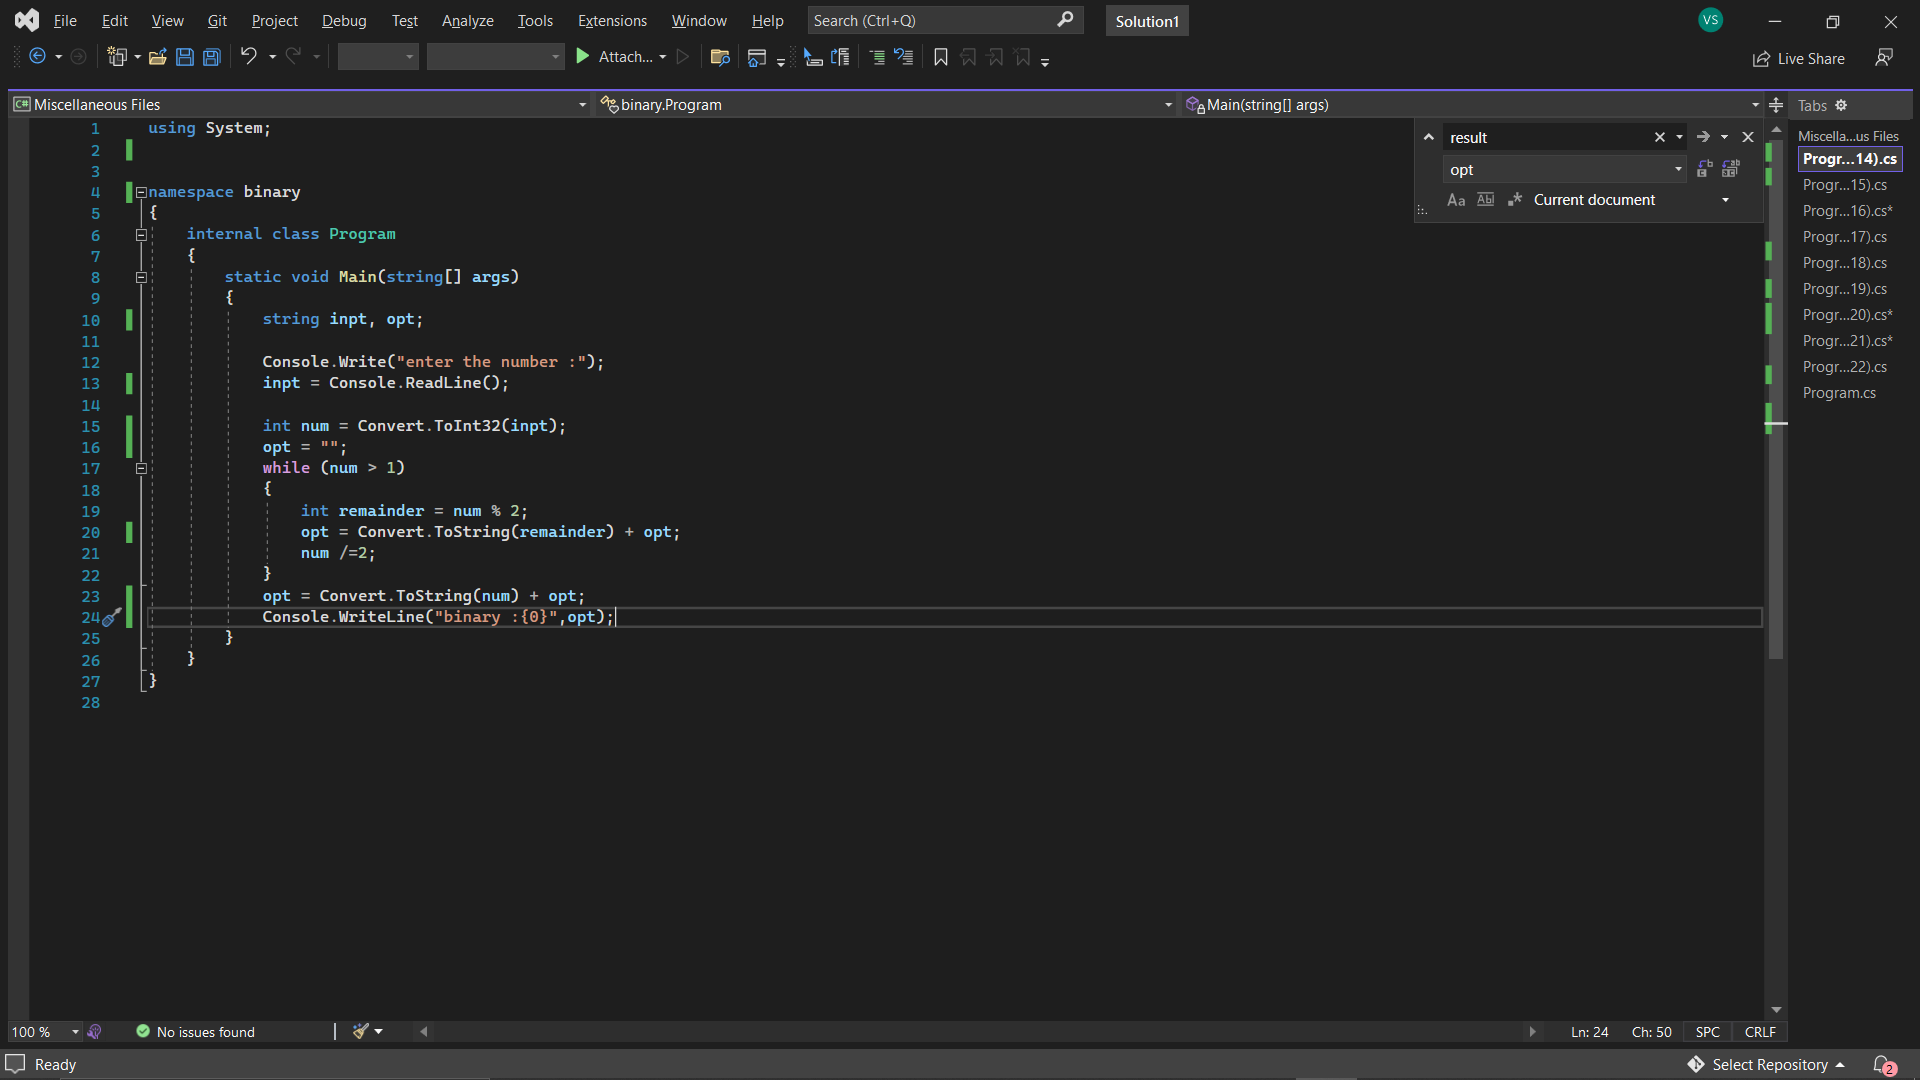 File Edit View Git Project Debug Test Analyze Tools Extensions Window Help Search (Ctrl+Q) Solution1 VS
Attach... Live Share
C# Miscellaneous Files binary.Program Main(string[] args) Tabs
1 using System;
2
3
4 namespace binary
5 {
6 internal class Program
7 {
8 static void Main(string[] args)
9 {
10 string inpt, opt;
11
12 Console.Write("enter the number :");
13 inpt = Console.ReadLine();
14
15 int num = Convert.ToInt32(inpt);
16 opt = "";
17 while (num > 1)
18 {
19 int remainder = num % 2;
20 opt = Convert.ToString(remainder) + opt;
21 num /=2;
22 }
23 opt = Convert.ToString(num) + opt;
24 Console.WriteLine("binary :{0}",opt);
25 }
26 }
27 }
28
result
opt
Aa Abl .* Current document
Miscella...us Files
Progr...14).cs
Progr...15).cs
Progr...16).cs*
Progr...17).cs
Progr...18).cs
Progr...19).cs
Progr...20).cs*
Progr...21).cs*
Progr...22).cs
Program.cs
100 % No issues found Ln: 24 Ch: 50 SPC CRLF
Ready Select Repository 2